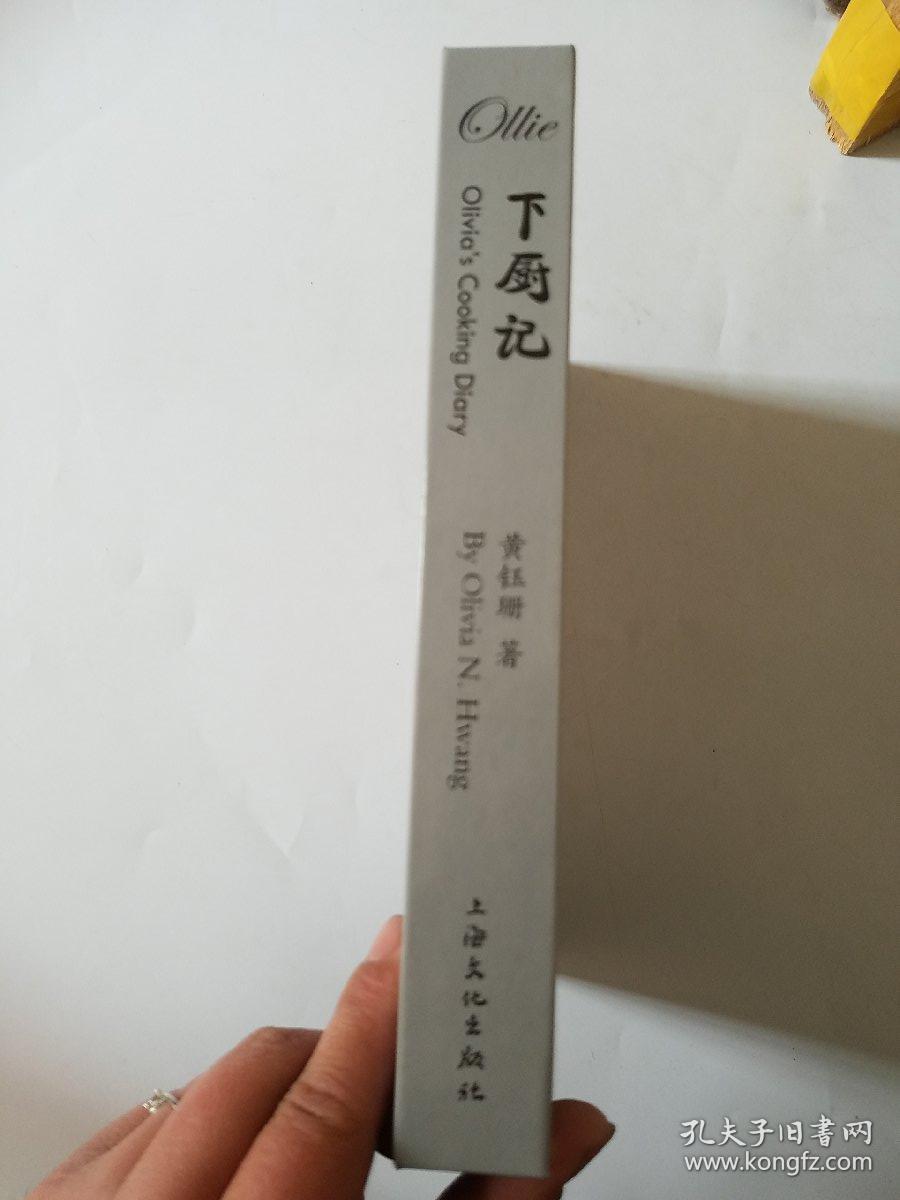 Ollie
下厨记
Olivia's Cooking Diary
黄钰珊 著
By Olivia N. Hwang
上海文化出版社
孔夫子旧书网
www.kongfz.com